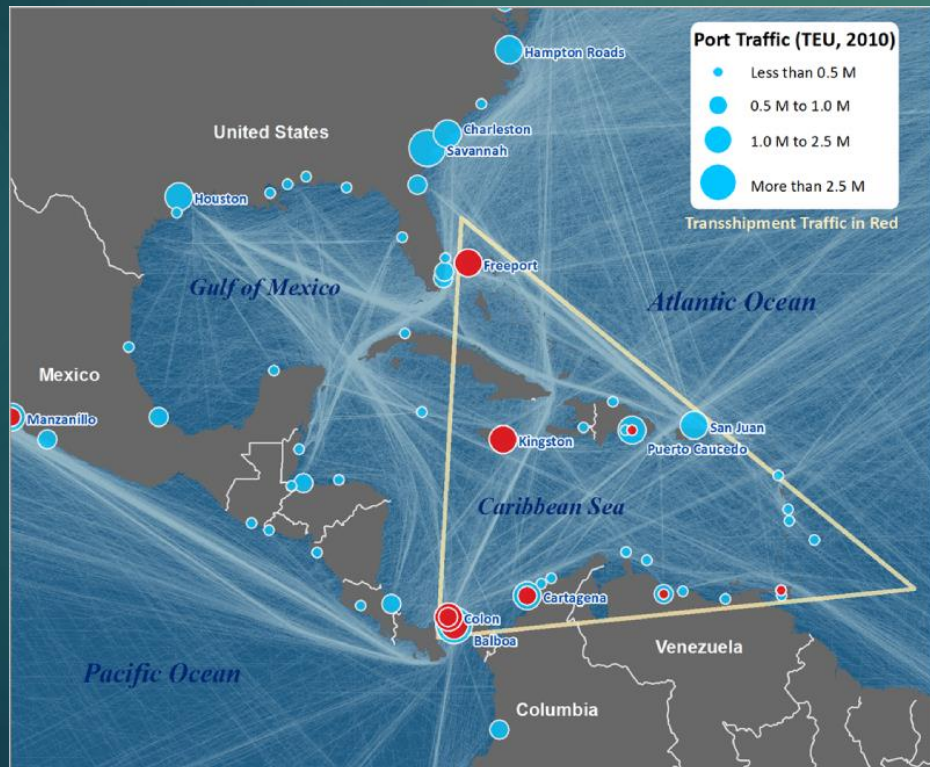 Port Traffic (TEU, 2010)
Less than 0.5 M
0.5 M to 1.0 M
1.0 M to 2.5 M
More than 2.5 M
Transshipment Traffic in Red
Hampton Roads
United States
Charleston
Savannah
Houston
Freeport
Gulf of Mexico
Atlantic Ocean
Mexico
Manzanillo
San Juan
Kingston
Puerto Caucedo
Caribbean Sea
Cartagena
Colon
Balboa
Venezuela
Pacific Ocean
Columbia